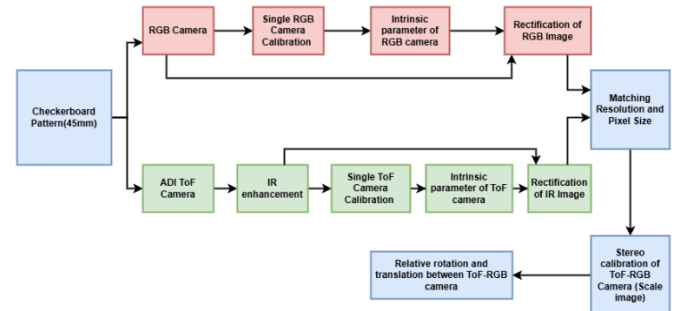 RGB Camera
Single RGB
Camera
Calibration
Intrinsic
parameter of
RGB camera
Rectification of
RGB Image
Checkerboard
Pattern(45mm)
Matching
Resolution and
Pixel Size
ADI ToF
Camera
IR
enhancement
Single ToF
Camera
Calibration
Intrinsic
parameter of ToF
camera
Rectification
of IR Image
Relative rotation and
translation between ToF-RGB
camera
Stereo
calibration of
ToF-RGB
Camera (Scale
image)